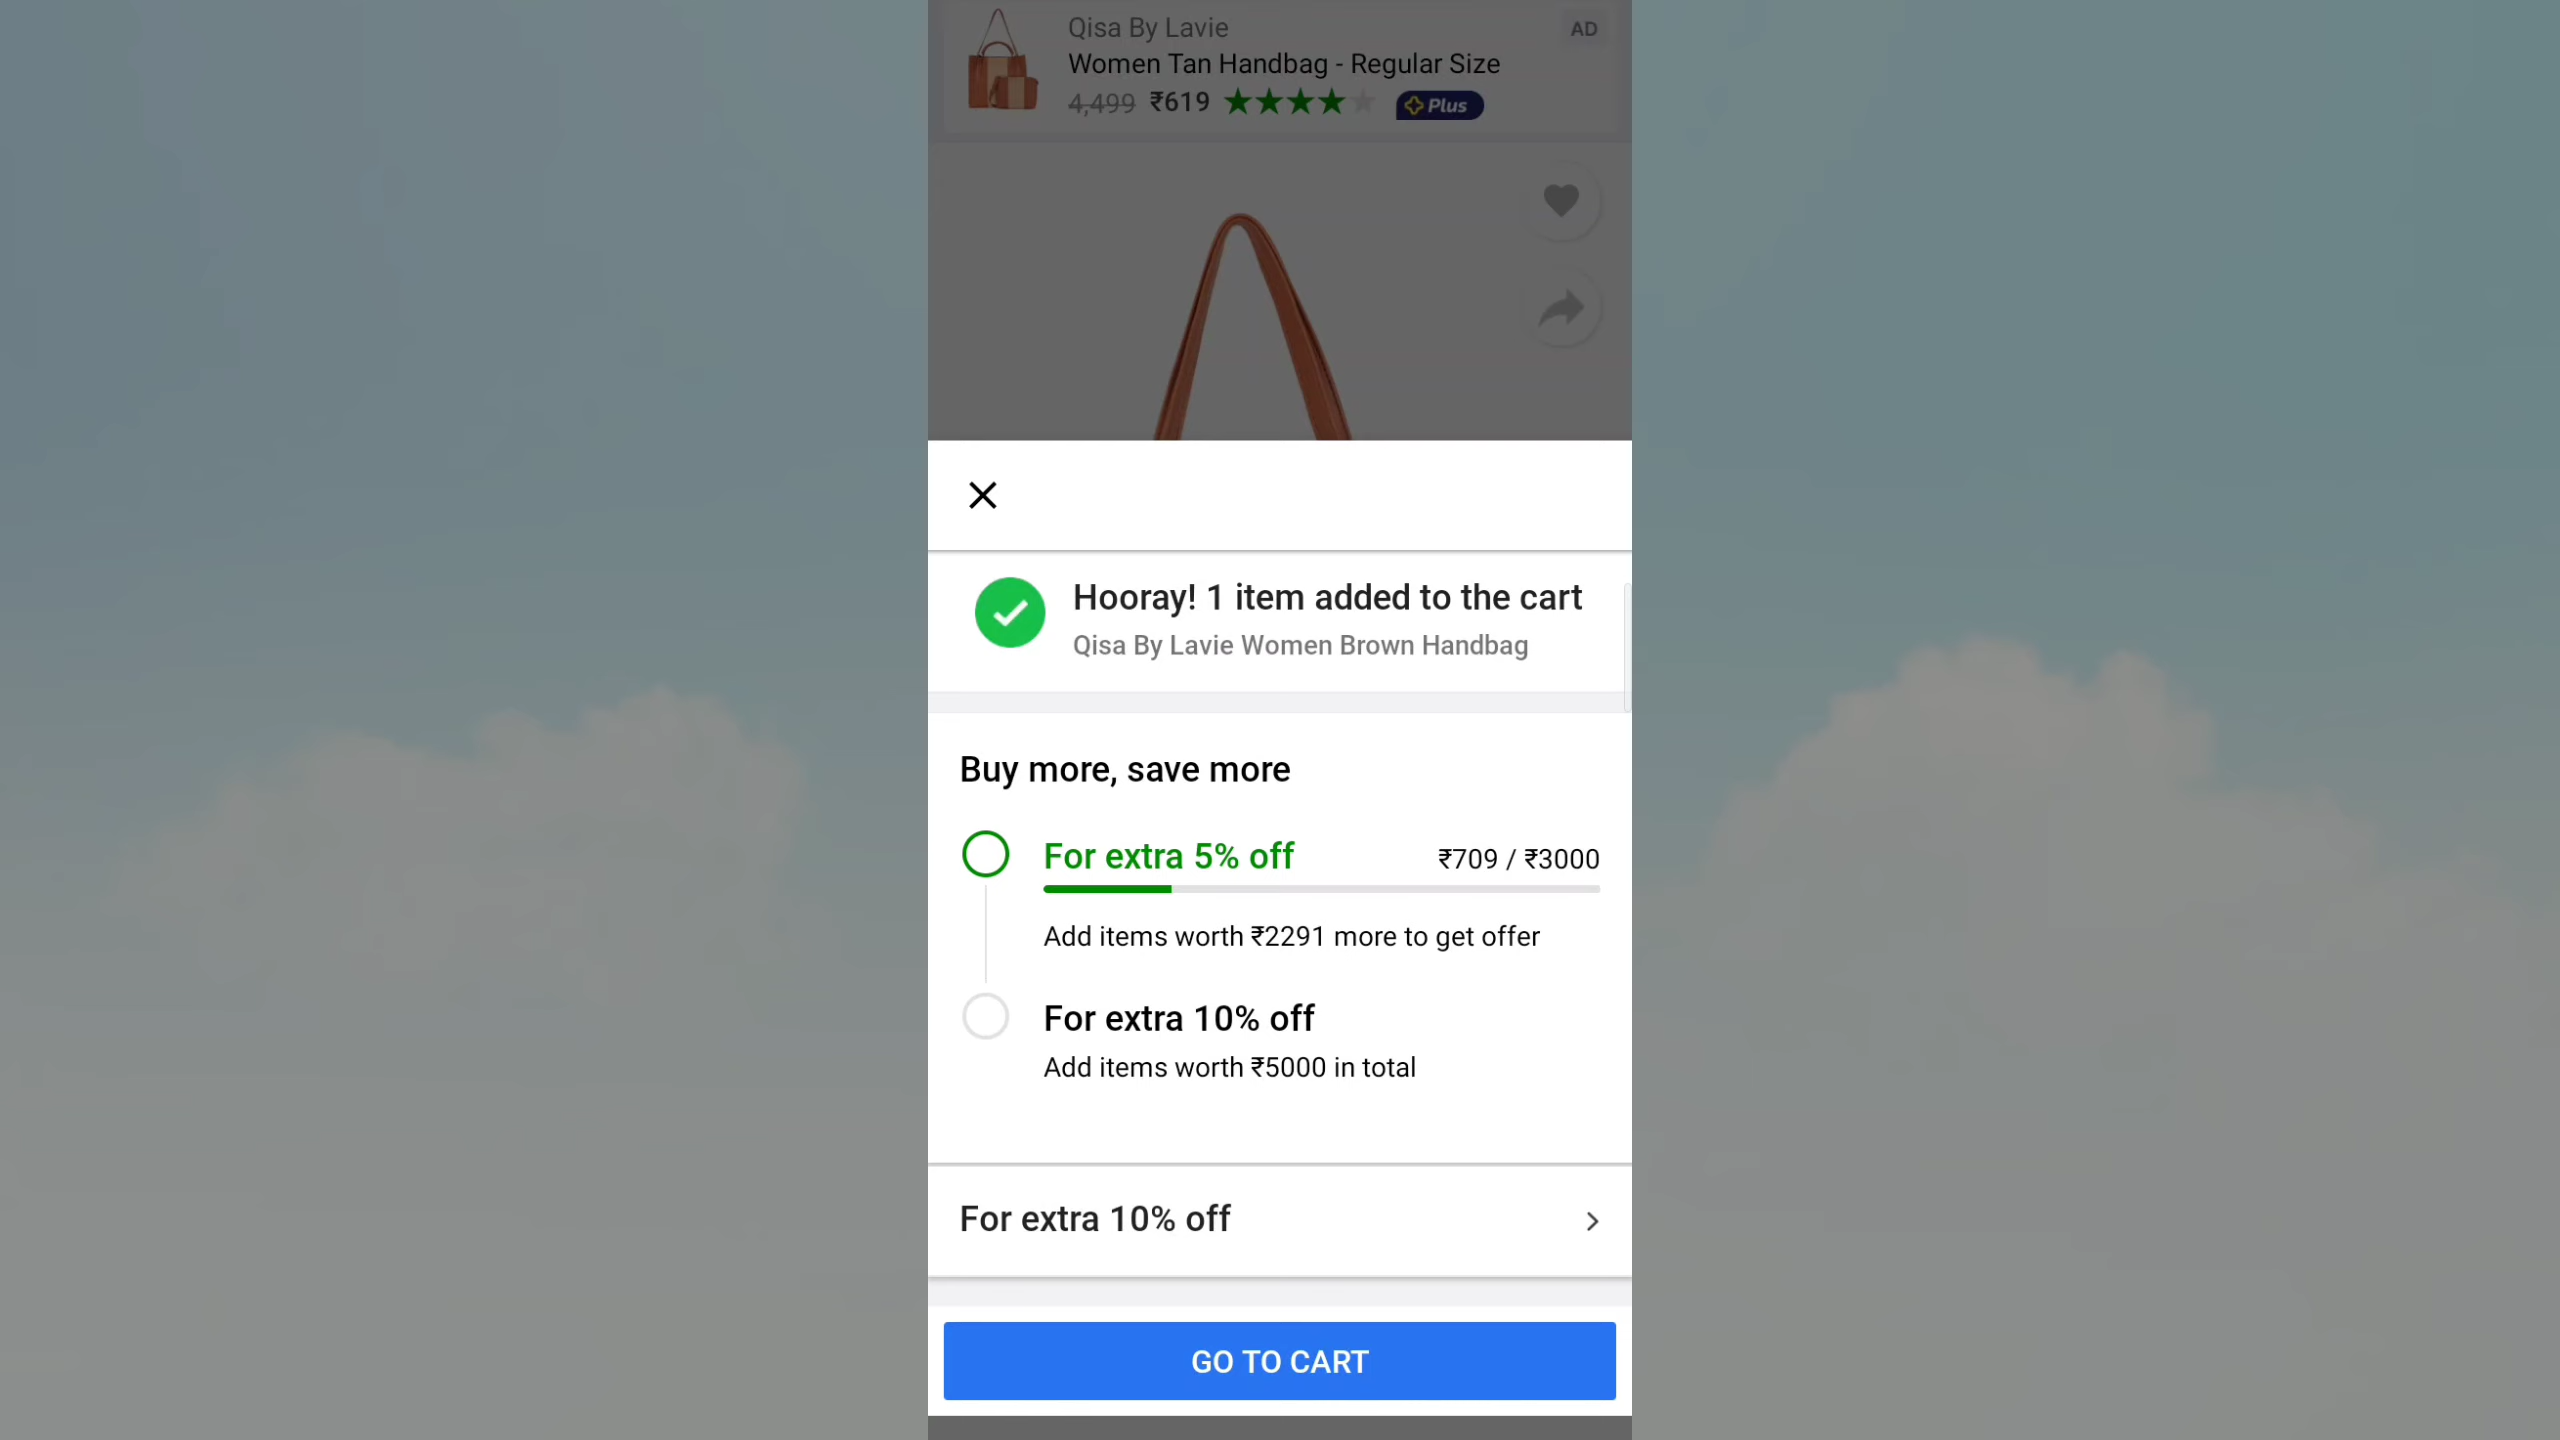 Qisa By Lavie
AD
Women Tan Handbag - Regular Size
4,499 ₹619
Plus
Hooray! 1 item added to the cart
Qisa By Lavie Women Brown Handbag
Buy more, save more
For extra 5% off ₹709 / ₹3000
Add items worth ₹2291 more to get offer
For extra 10% off
Add items worth ₹5000 in total
For extra 10% off
GO TO CART